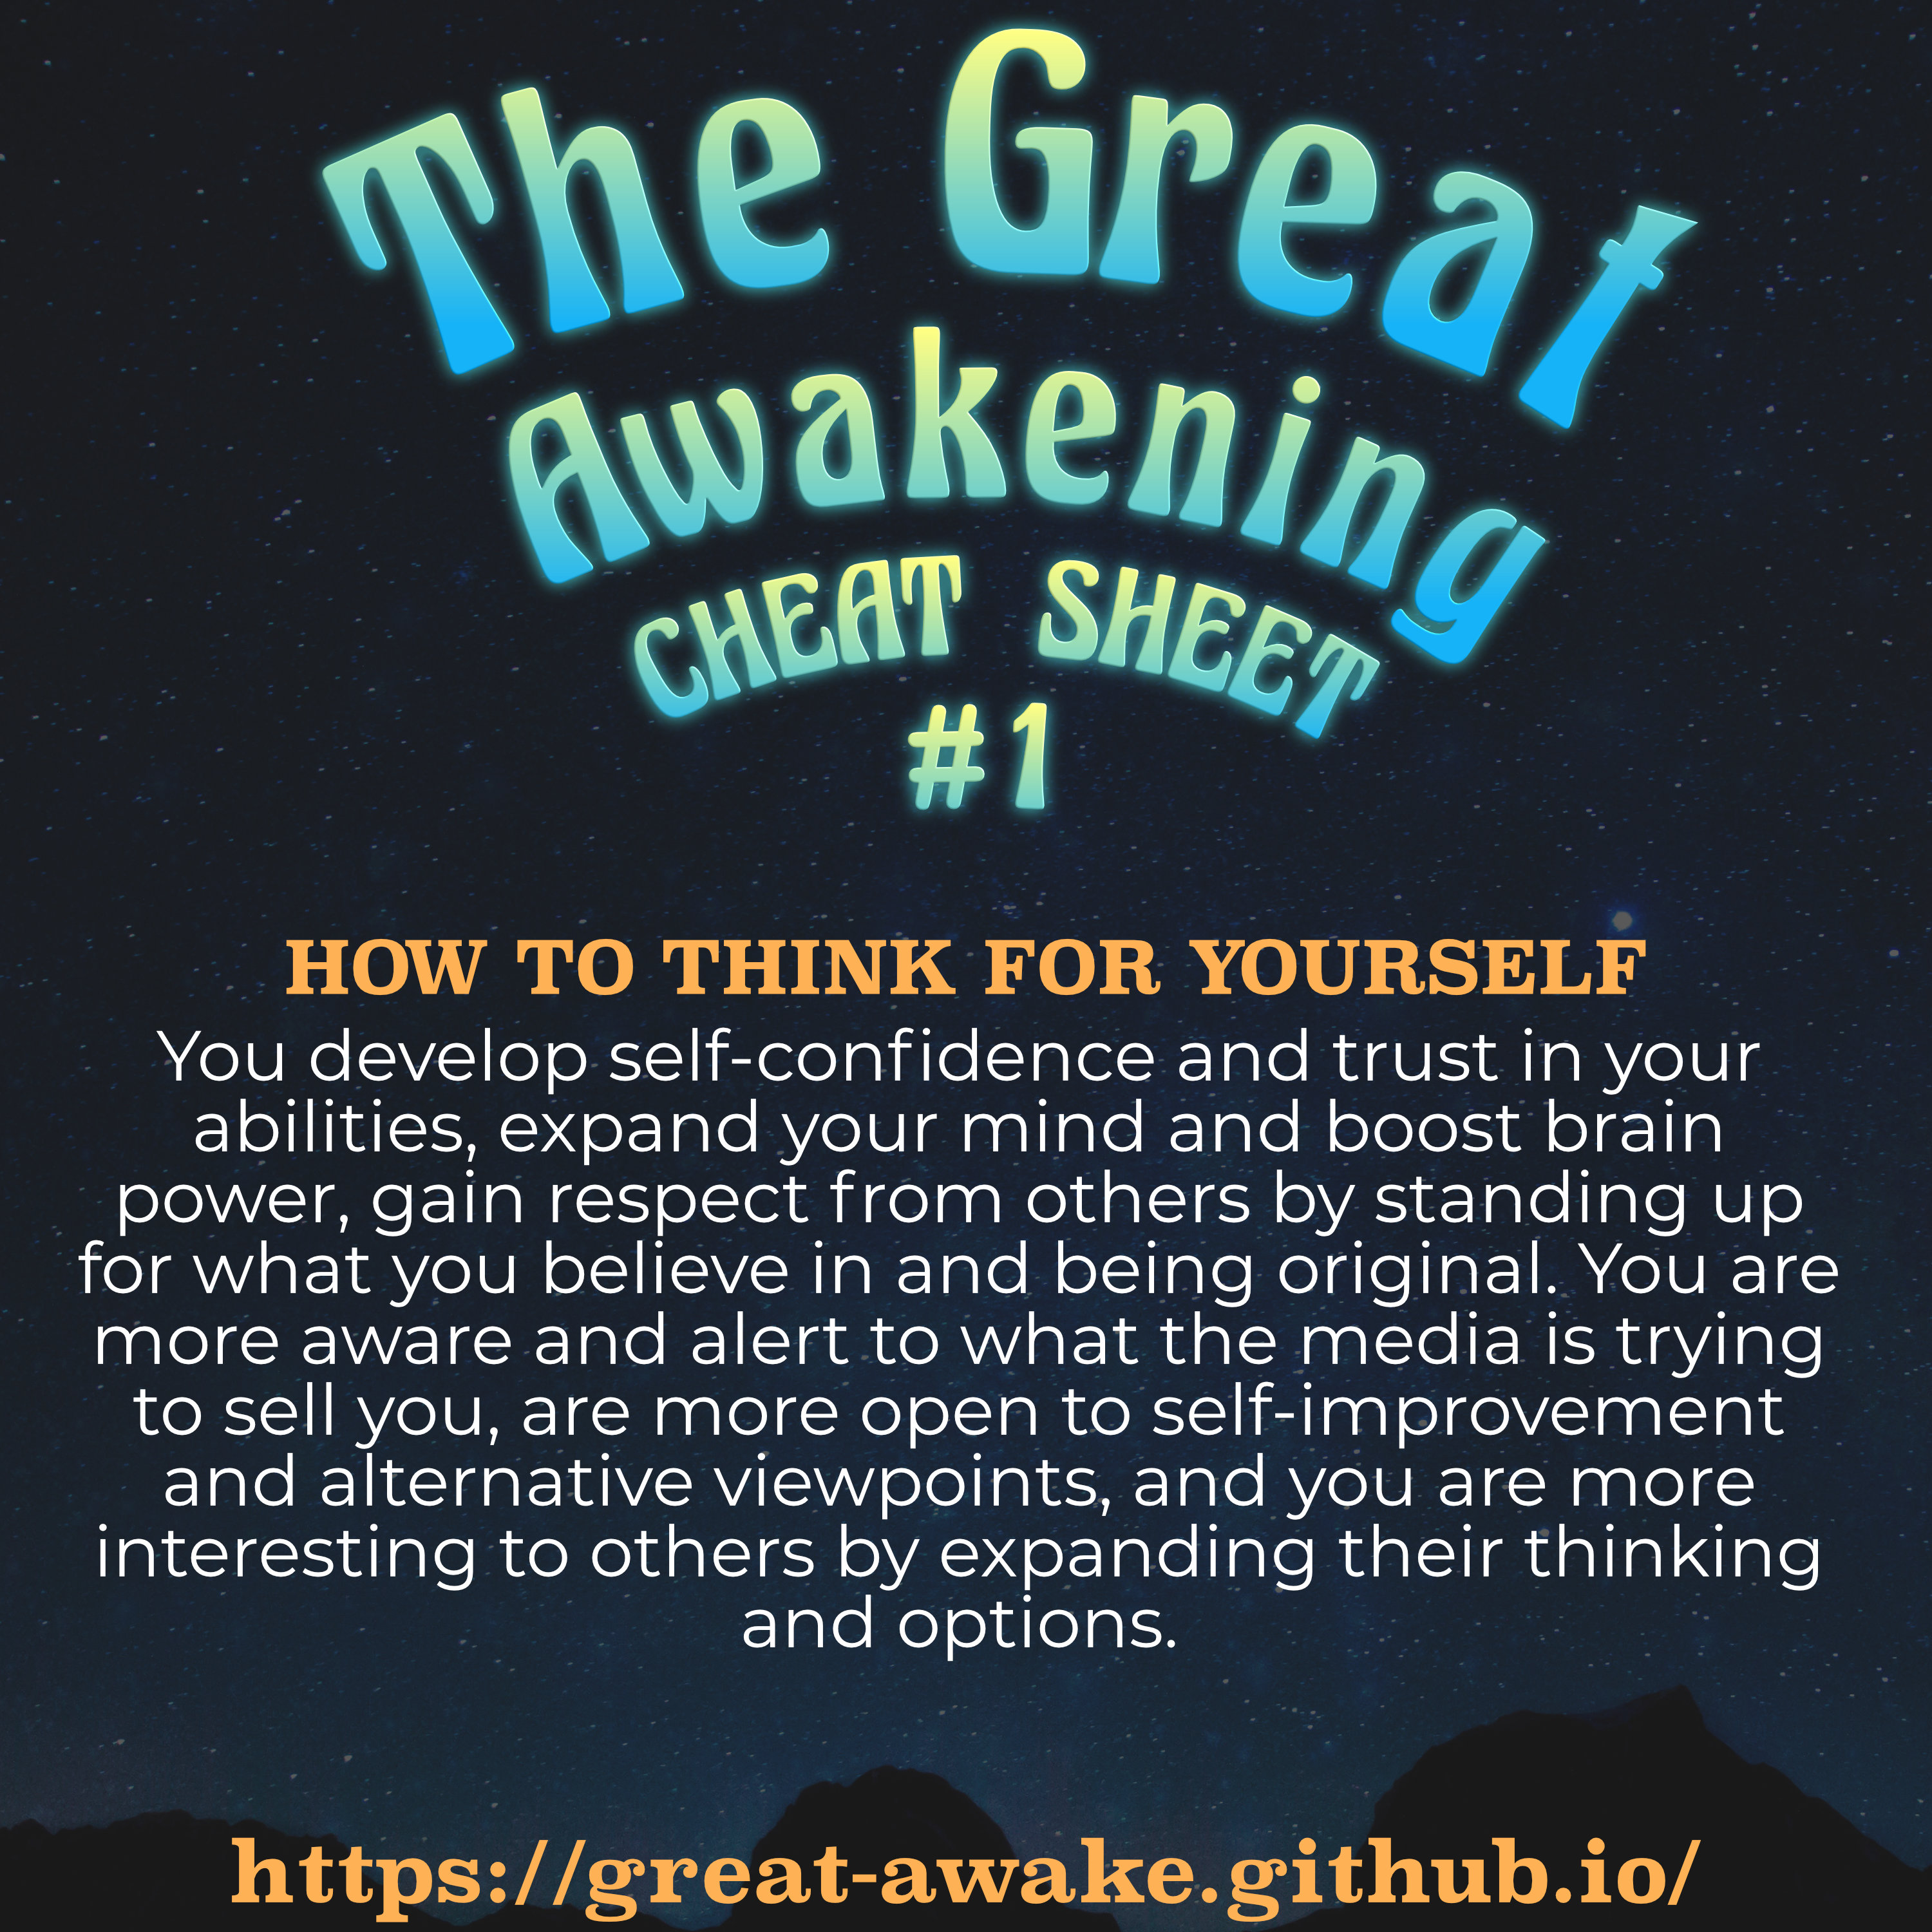 The Great
Awakening
CHEAT SHEET
#1
HOW TO THINK FOR YOURSELF
You develop self-confidence and trust in your
abilities, expand your mind and boost brain
power, gain respect from others by standing up
for what you believe in and being original. You are
more aware and alert to what the media is trying
to sell you, are more open to self-improvement
and alternative viewpoints, and you are more
interesting to others by expanding their thinking
and options.
https://great-awake.github.io/